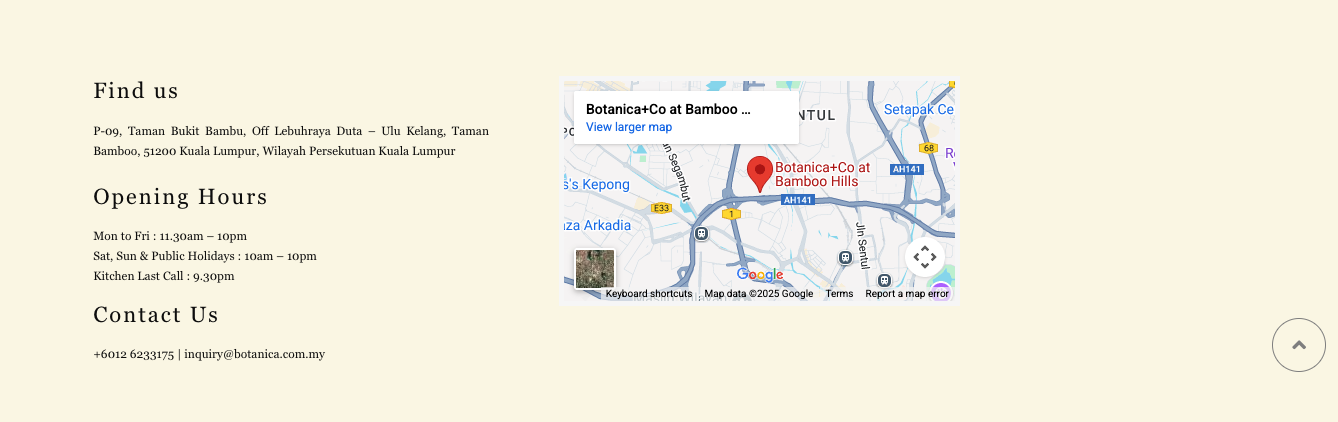 Find us
P-09, Taman Bukit Bambu, Off Lebuhraya Duta – Ulu Kelang, Taman
Bamboo, 51200 Kuala Lumpur, Wilayah Persekutuan Kuala Lumpur
Opening Hours
Mon to Fri : 11.30am – 10pm
Sat, Sun & Public Holidays : 10am – 10pm
Kitchen Last Call : 9.30pm
Contact Us
+6012 6233175 | inquiry@botanica.com.my
Botanica+Co at Bamboo ...
View larger map
NTUL
Setapak Ce
68
n Segambut
Botanica+Co at
Bamboo Hills
AH141
s's Kepong
AH141
E33
1
za Arkadia
Jln Sentul
Google
Keyboard shortcuts
Map data ©2025 Google
Terms
Report a map error